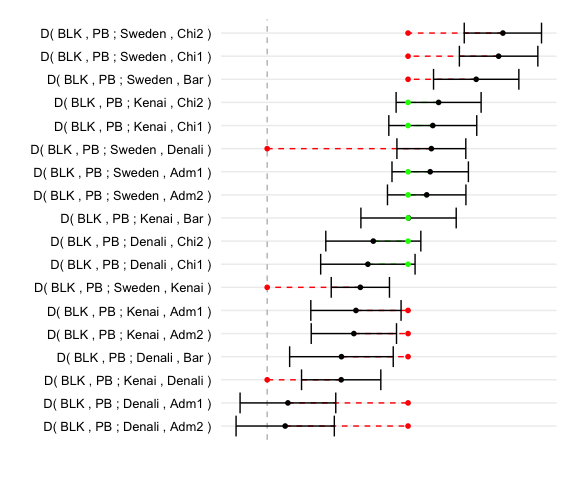 D( BLK , PB ; Sweden , Chi2 )
D( BLK , PB ; Sweden , Chi1 )
D( BLK , PB ; Sweden , Bar )
D( BLK , PB ; Kenai , Chi2 )
D( BLK , PB ; Kenai , Chi1 )
D( BLK , PB ; Sweden , Denali )
D( BLK , PB ; Sweden , Adm1 )
D( BLK , PB ; Sweden , Adm2 )
D( BLK , PB ; Kenai , Bar )
D( BLK , PB ; Denali , Chi2 )
D( BLK , PB ; Denali , Chi1 )
D( BLK , PB ; Sweden , Kenai )
D( BLK , PB ; Kenai , Adm1 )
D( BLK , PB ; Kenai , Adm2 )
D( BLK , PB ; Denali , Bar )
D( BLK , PB ; Kenai , Denali )
D( BLK , PB ; Denali , Adm1 )
D( BLK , PB ; Denali , Adm2 )